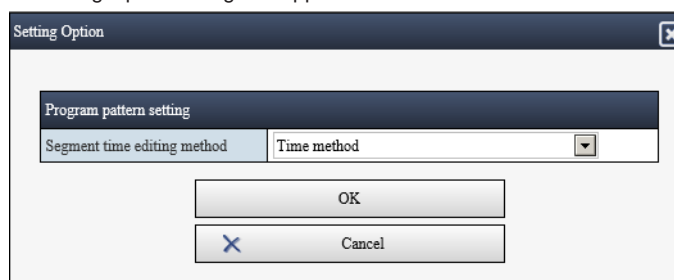 Setting Option
Program pattern setting
Segment time editing method Time method
OK
Cancel